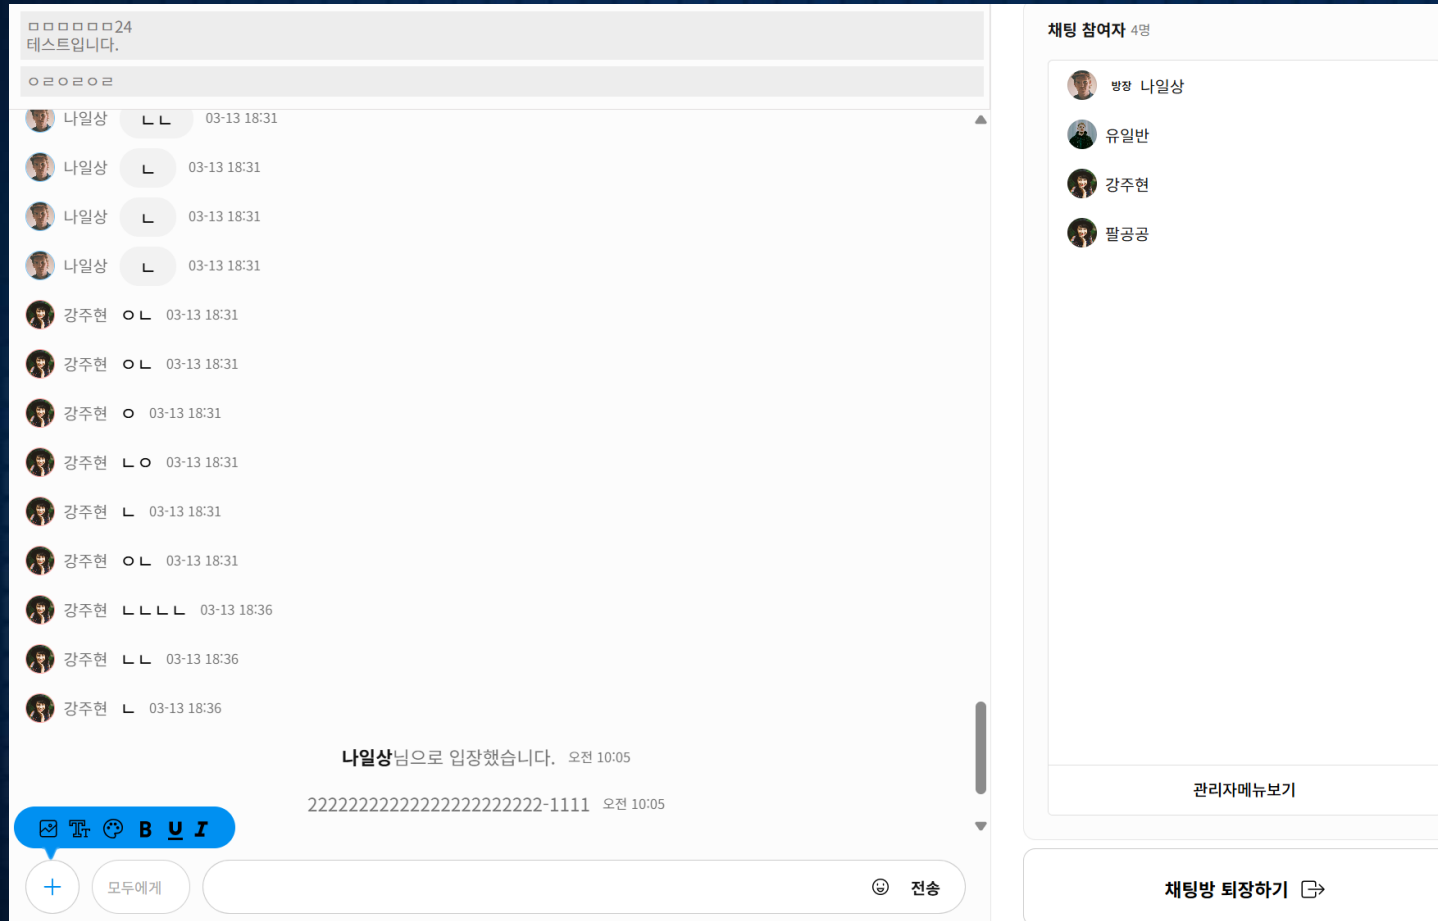 ㅁㅁㅁㅁㅁㅁ24
테스트입니다.
ㅇㄹㅇㄹㅇㄹ
나일상 ㄴㄴ 03-13 18:31
나일상 ㄴ 03-13 18:31
나일상 ㄴ 03-13 18:31
나일상 ㄴ 03-13 18:31
강주현 ㅇㄴ 03-13 18:31
강주현 ㅇㄴ 03-13 18:31
강주현 ㅇ 03-13 18:31
강주현 ㄴㅇ 03-13 18:31
강주현 ㄴ 03-13 18:31
강주현 ㅇㄴ 03-13 18:31
강주현 ㄴㄴㄴㄴ 03-13 18:36
강주현 ㄴㄴ 03-13 18:36
강주현 ㄴ 03-13 18:36
나일상님으로 입장했습니다. 오전 10:05
22222222222222222222222-1111 오전 10:05
B U I
모두에게
전송
채팅 참여자 4명
방장 나일상
유일반
강주현
팔공공
관리자메뉴보기
채팅방 퇴장하기